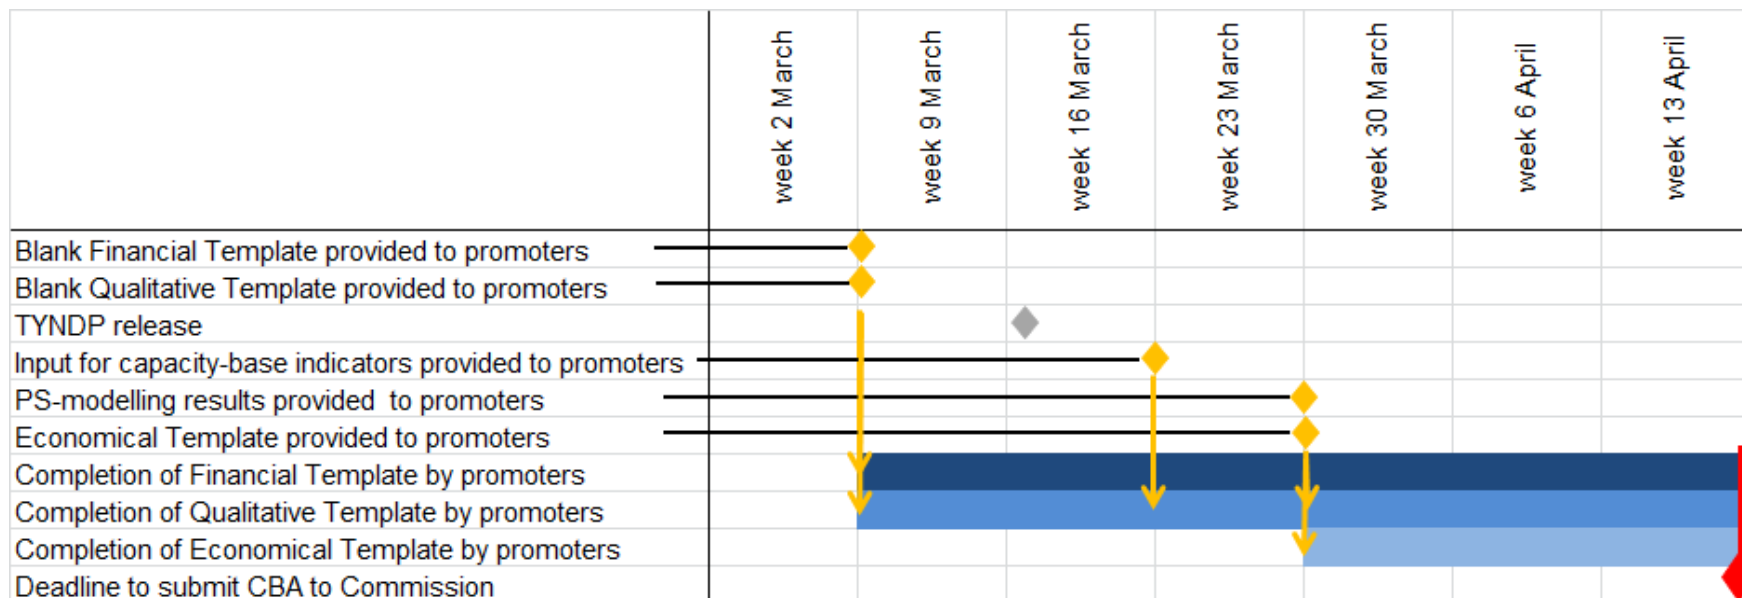 week 2 March
week 9 March
week 16 March
week 23 March
week 30 March
week 6 April
week 13 April
Blank Financial Template provided to promoters
Blank Qualitative Template provided to promoters
TYNDP release
Input for capacity-base indicators provided to promoters
PS-modelling results provided  to promoters
Economical Template provided to promoters
Completion of Financial Template by promoters
Completion of Qualitative Template by promoters
Completion of Economical Template by promoters
Deadline to submit CBA to Commission